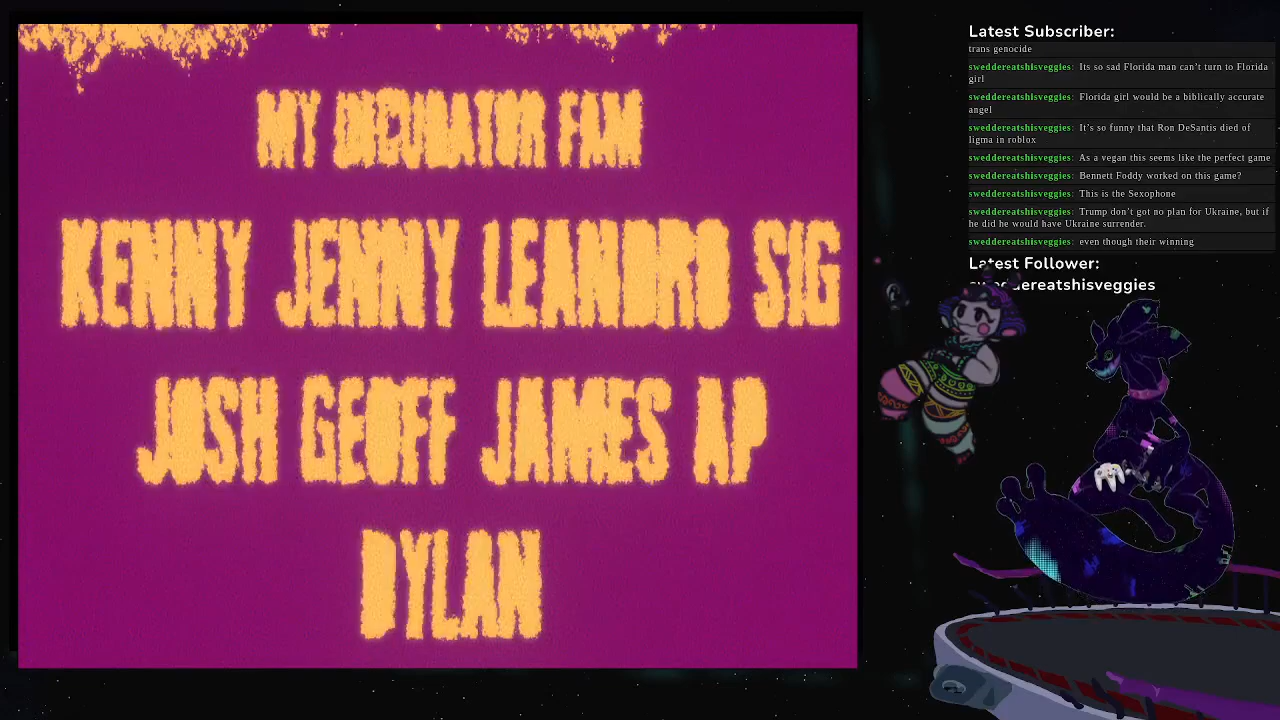 MY INCUBATOR FAM
KENNY JENNY LEANDRO SIG
JOSH GEOFF JAMES AP
DYLAN
Latest Subscriber:
trans genocide
sweddereatshisveggies: Its so sad Florida man can't turn to Florida
girl
sweddereatshisveggies: Florida girl would be a biblically accurate
angel
sweddereatshisveggies: It's so funny that Ron DeSantis died of
ligma in roblox
sweddereatshisveggies: As a vegan this seems like the perfect game
sweddereatshisveggies: Bennett Foddy worked on this game?
sweddereatshisveggies: This is the Sexophone
sweddereatshisveggies: Trump don't got no plan for Ukraine, but if
he did he would have Ukraine surrender.
sweddereatshisveggies: even though their winning
Latest Follower:
sweddereatshisveggies